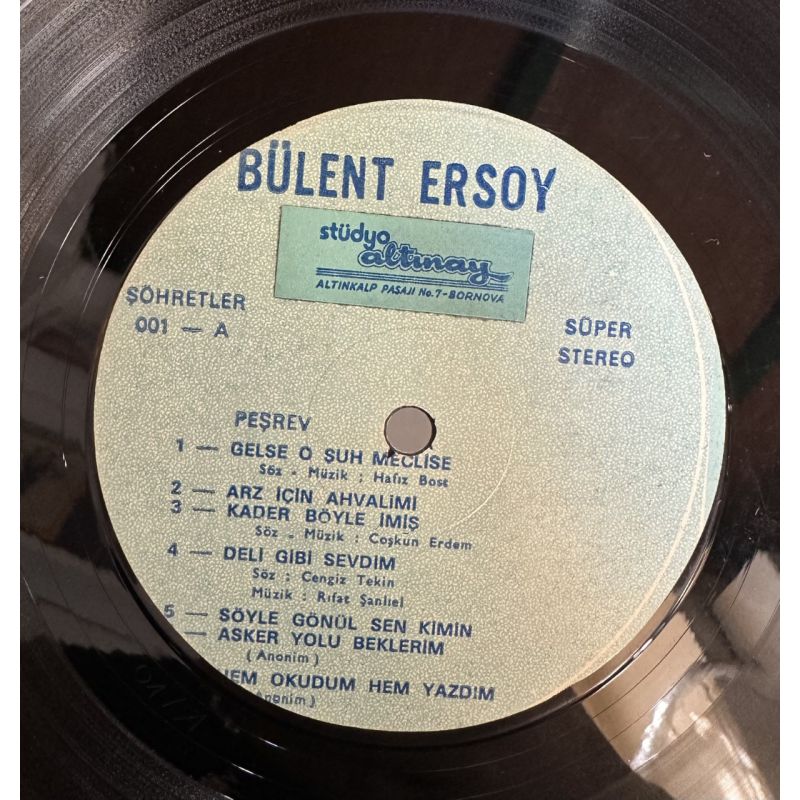 BÜLENT ERSOY
stüdyo
altınay
ALTINKALP PASAJI No. 7-BORNOVA
ŞÖHRETLER
001 — A
SÜPER
STEREO
PEŞREV
1 — GELSE O ŞUH MECLİSE
Söz - Müzik : Hafız Bost
2 — ARZ İÇİN AHVALİMİ
3 — KADER BÖYLE İMİŞ
Söz - Müzik : Coşkun Erdem
4 — DELİ GİBİ SEVDİM
Söz : Cengiz Tekin
Müzik : Rıfat Şanlıel
5 — SÖYLE GÖNÜL SEN KİMİN
— ASKER YOLU BEKLERİM
( Anonim )
HEM OKUDUM HEM YAZDIM
Anonim )